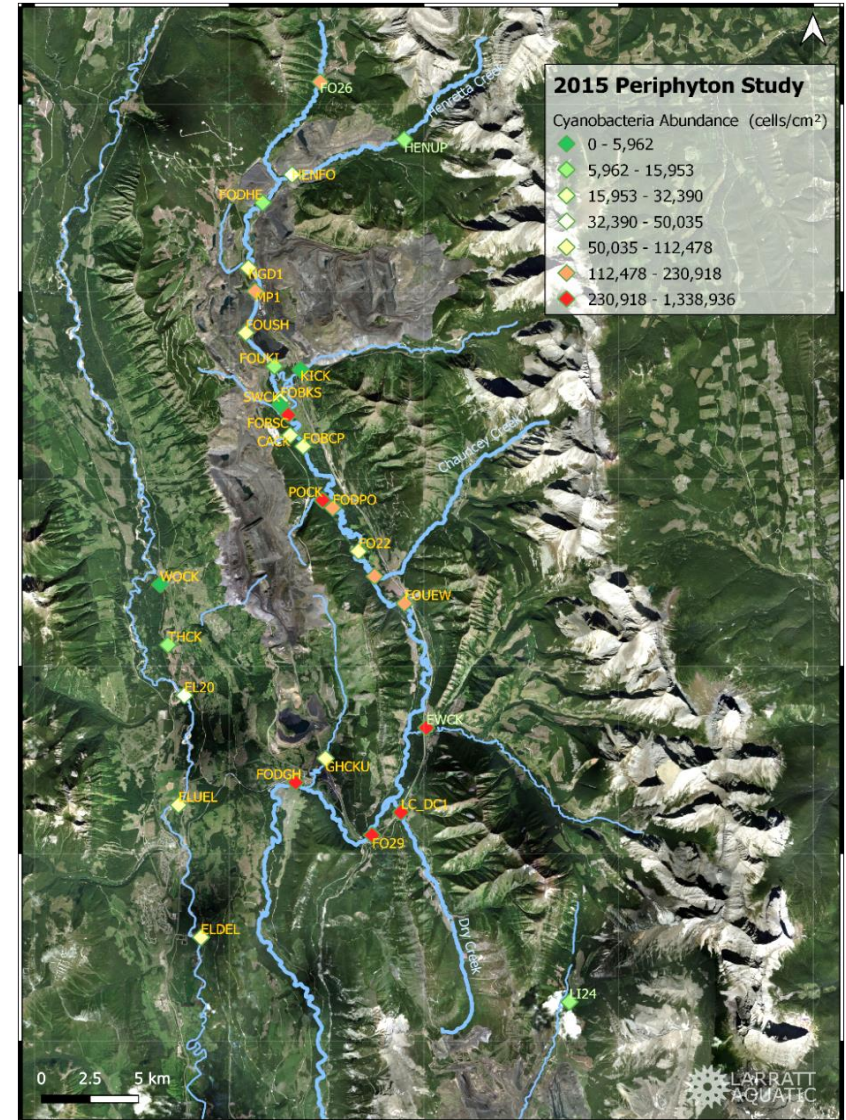 2015 Periphyton Study
Cyanobacteria Abundance (cells/cm²)
0 - 5,962
5,962 - 15,953
15,953 - 32,390
32,390 - 50,035
50,035 - 112,478
112,478 - 230,918
230,918 - 1,338,936
FO26
Henretta Creek
HENUP
HENFO
FODHE
NGD1
MP1
FOUSH
FOUKI
KICK
FOBKS
SWCK
FOBSC
CACK
FOBCP
Chauncey Creek
POCK
FODPO
FO22
WOCK
FOUEW
THCK
EL20
EWCK
GHCKU
FODGH
ELUEL
LC_DC1
FO29
ELDEL
Dry Creek
LI24
0 2.5 5 km
LARRATT
AQUATIC